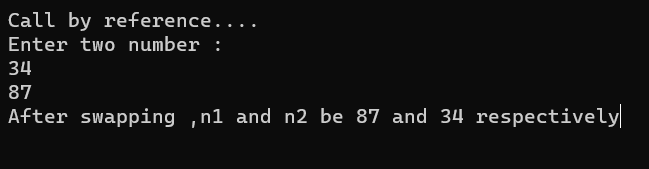 Call by reference....
Enter two number :
34
87
After swapping ,n1 and n2 be 87 and 34 respectively